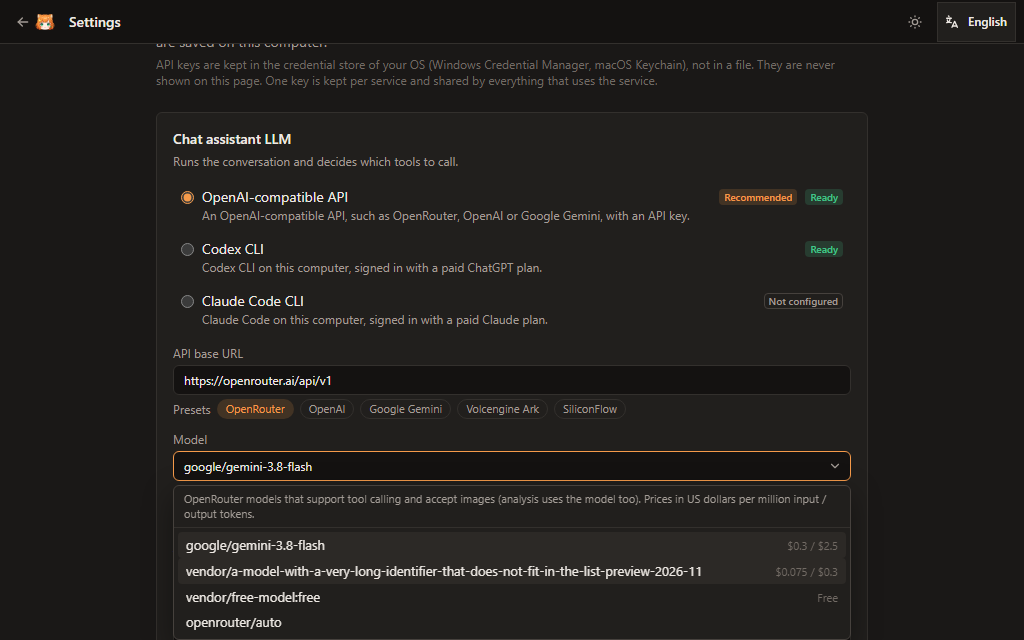 Settings
English
are saved on this computer.
API keys are kept in the credential store of your OS (Windows Credential Manager, macOS Keychain), not in a file. They are never
shown on this page. One key is kept per service and shared by everything that uses the service.
Chat assistant LLM
Runs the conversation and decides which tools to call.
OpenAI-compatible API
Recommended
Ready
An OpenAI-compatible API, such as OpenRouter, OpenAI or Google Gemini, with an API key.
Codex CLI
Ready
Codex CLI on this computer, signed in with a paid ChatGPT plan.
Claude Code CLI
Not configured
Claude Code on this computer, signed in with a paid Claude plan.
API base URL
https://openrouter.ai/api/v1
Presets OpenRouter OpenAI Google Gemini Volcengine Ark SiliconFlow
Model
google/gemini-3.8-flash
OpenRouter models that support tool calling and accept images (analysis uses the model too). Prices in US dollars per million input /
output tokens.
google/gemini-3.8-flash $0.3 / $2.5
vendor/a-model-with-a-very-long-identifier-that-does-not-fit-in-the-list-preview-2026-11 $0.075 / $0.3
vendor/free-model:free Free
openrouter/auto